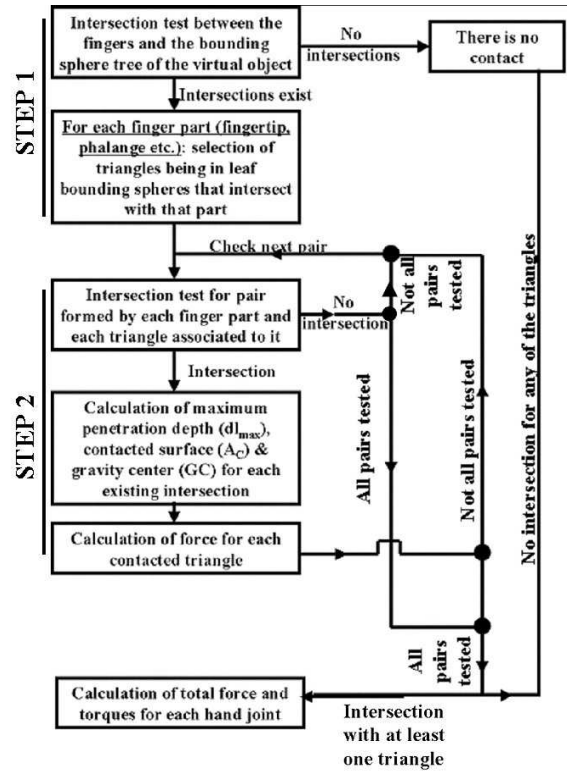 STEP 1
Intersection test between the
fingers and the bounding
sphere tree of the virtual object
No
intersections
There is no
contact
Intersections exist
For each finger part (fingertip,
phalange etc.): selection of
triangles being in leaf
bounding spheres that intersect
with that part
Check next pair
Not all
pairs
tested
STEP 2
Intersection test for pair
formed by each finger part and
each triangle associated to it
No
intersection
Intersection
Calculation of maximum
penetration depth (dlmax),
contacted surface (AC) &
gravity center (GC) for each
existing intersection
Calculation of force for each
contacted triangle
All pairs tested
Not all pairs tested
No intersection for any of the triangles
All
pairs
tested
Calculation of total force and
torques for each hand joint
Intersection
with at least
one triangle